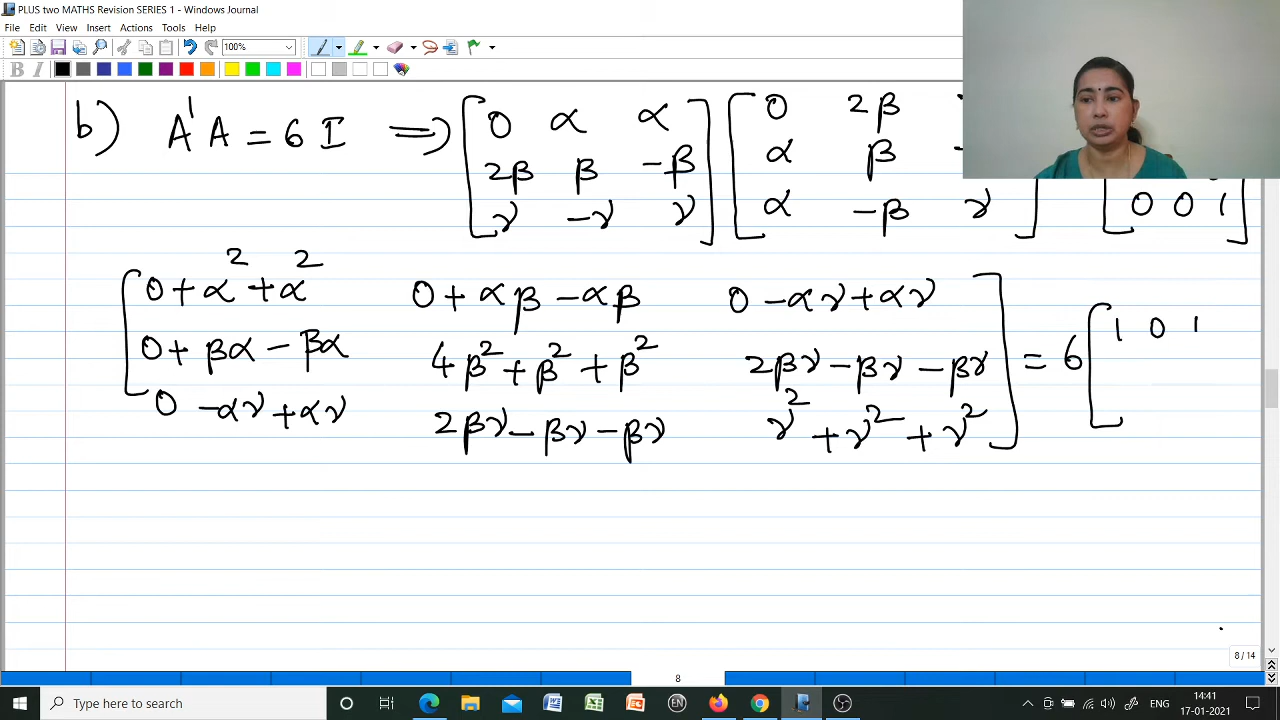 PLUS two MATHS Revision SERIES 1 - Windows Journal
File Edit View Insert Actions Tools Help
100%
B I
b) A' A = 6 I ⟹ [ 0 α α ] [ 0 2β
2β β -β α β
γ -γ γ ] α -β γ ] [ 0 0 1 ]
[ 0 + α² + α² 0 + αβ - αβ 0 - αγ + αγ ]
0 + βα - βα 4β² + β² + β² 2βγ - βγ - βγ = 6 [ 1 0 1
0 - αγ + αγ 2βγ - βγ - βγ γ² + γ² + γ² ]
8 / 14
8
Type here to search
ENG
14:41
17-01-2021